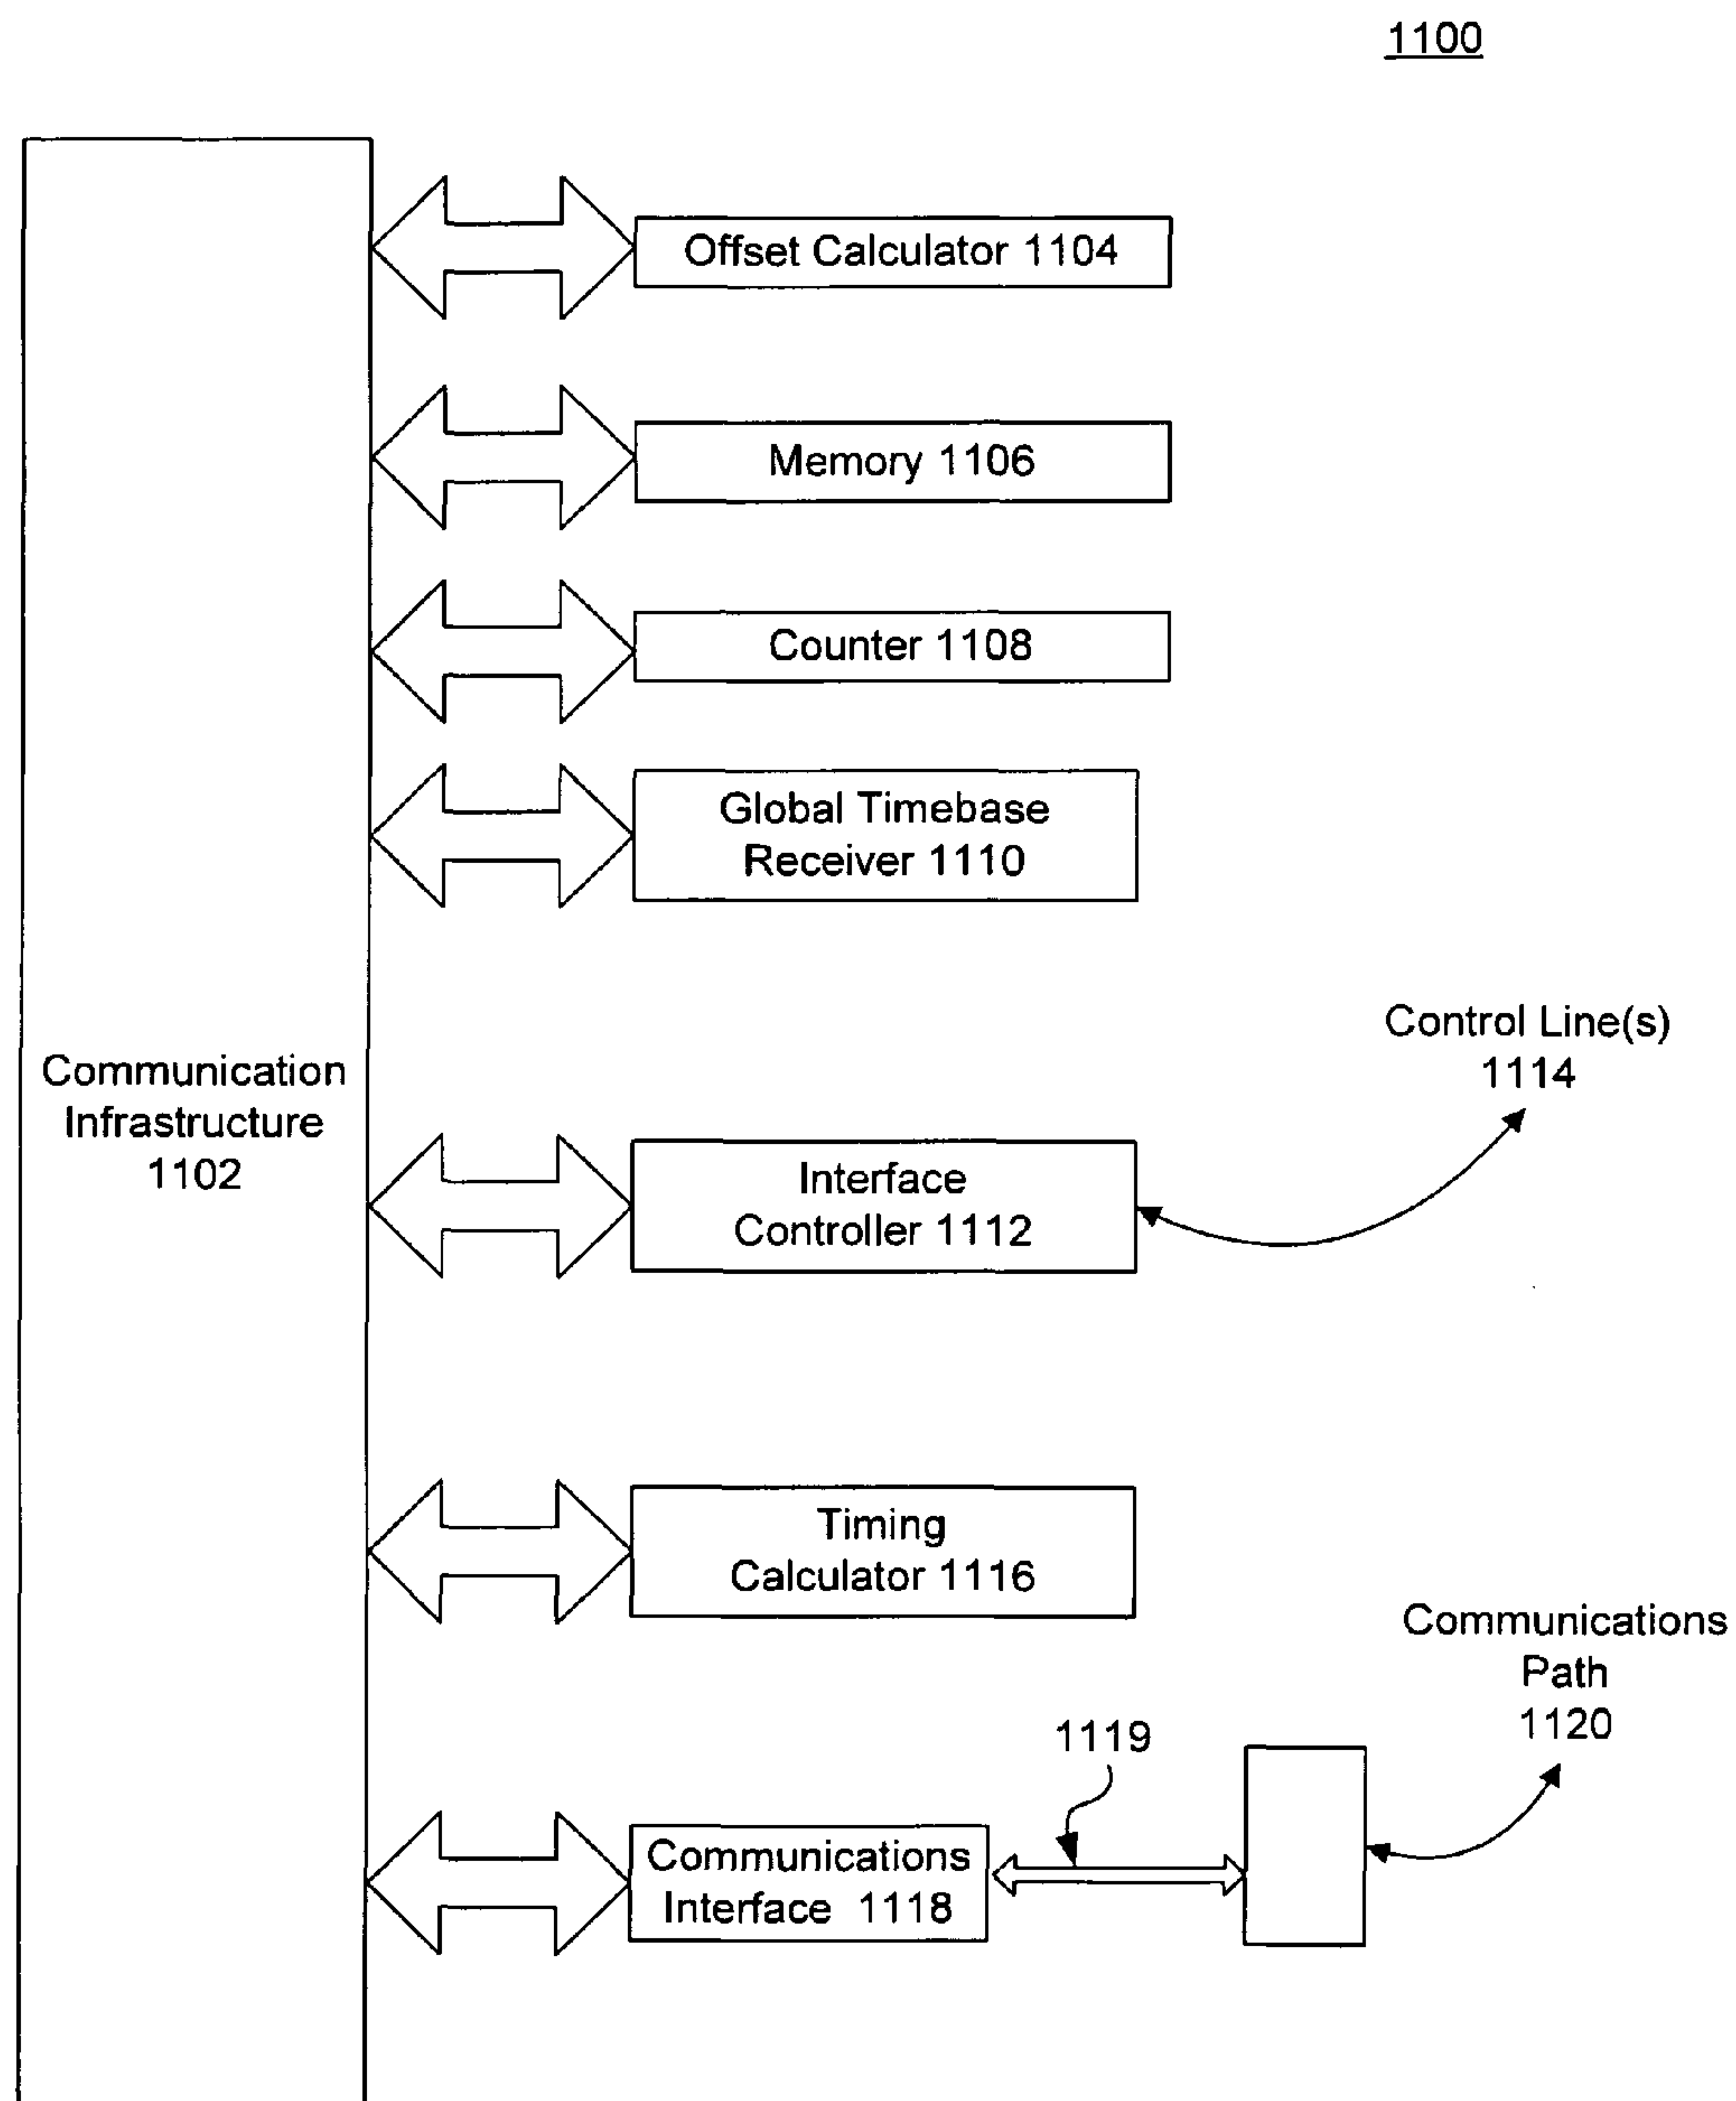 1100
Offset Calculator 1104
Memory 1106
Counter 1108
Global Timebase
Receiver 1110
Control Line(s)
1114
Communication
Infrastructure
1102
Interface
Controller 1112
Timing
Calculator 1116
Communications
Path
1120
1119
Communications
Interface 1118